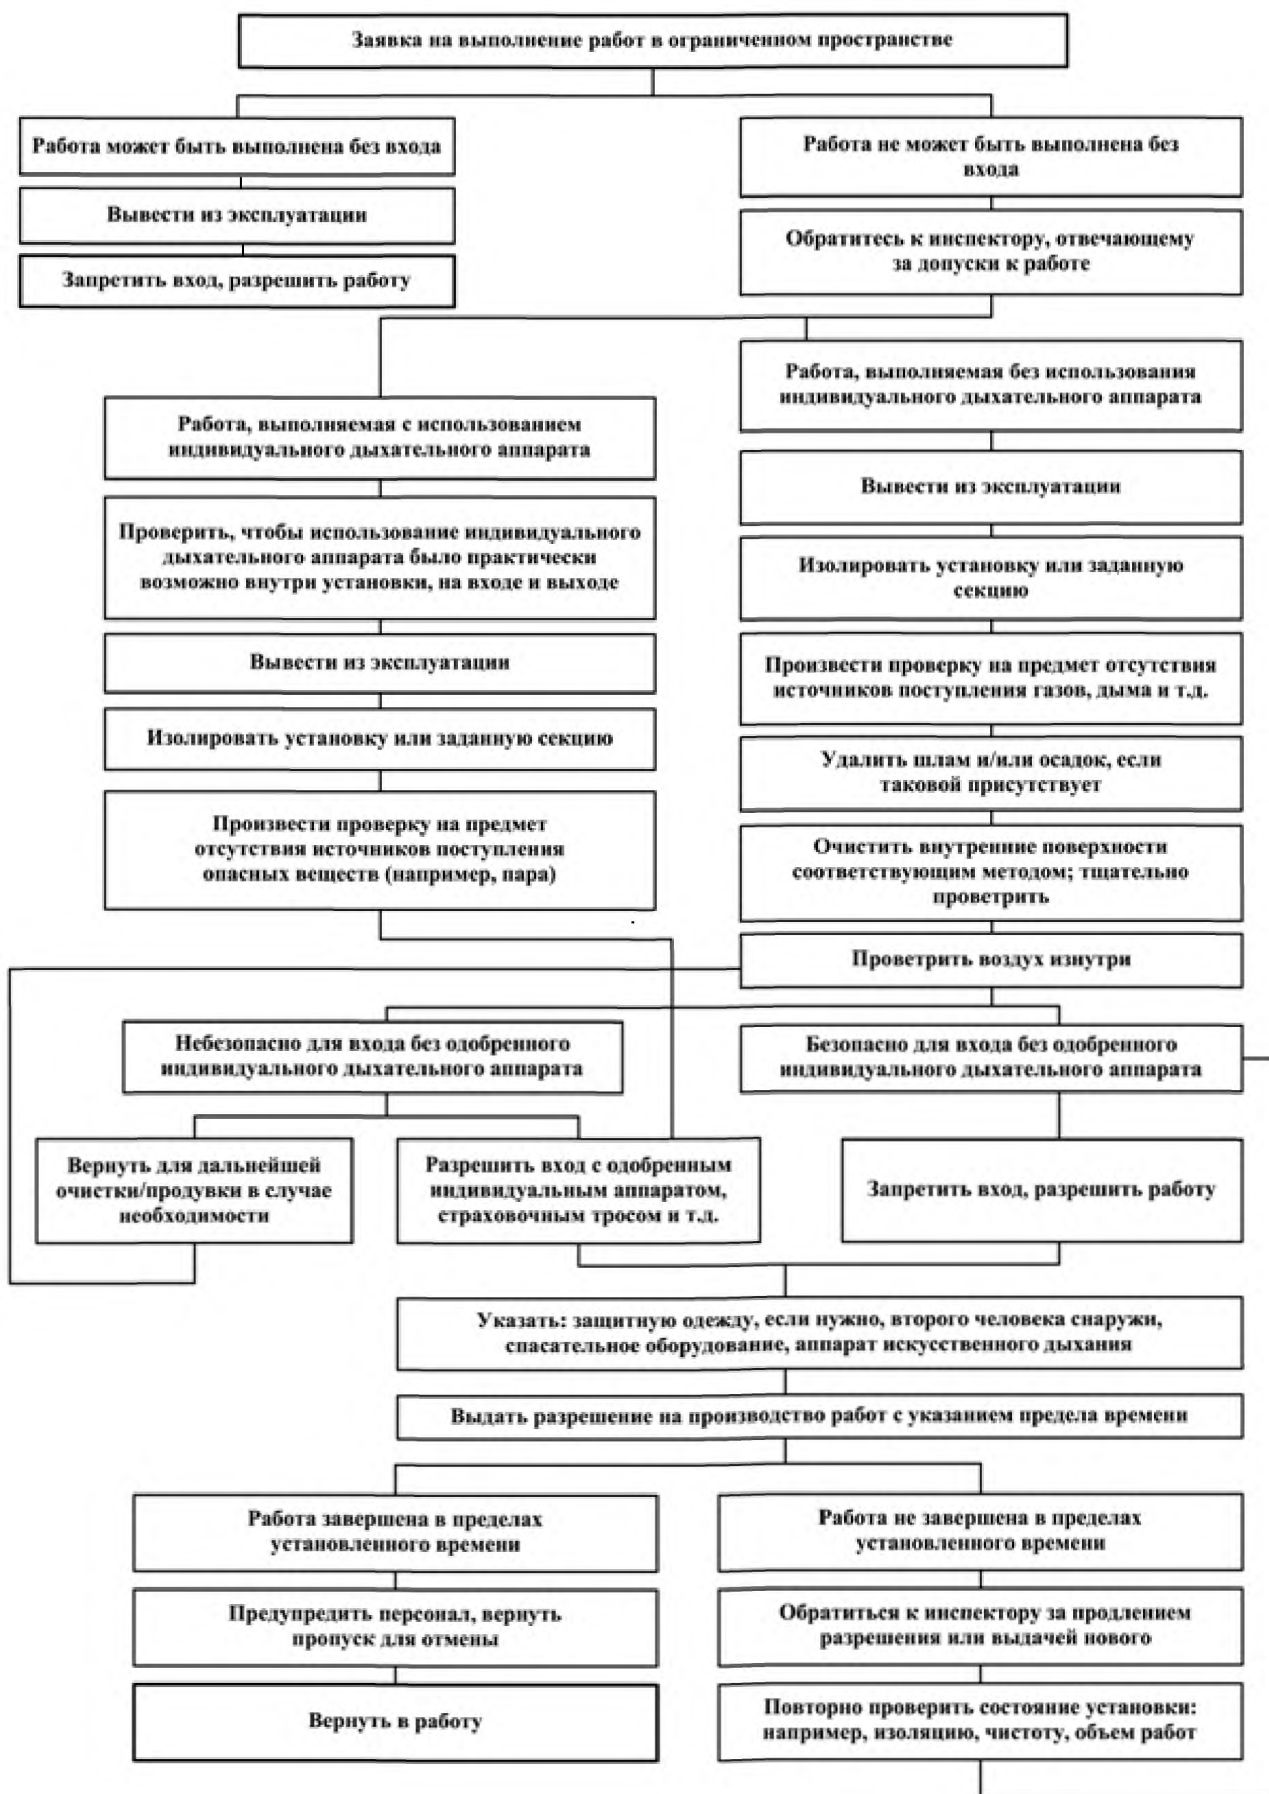 Заявка на выполнение работ в ограниченном пространстве
Работа может быть выполнена без входа
Вывести из эксплуатации
Запретить вход, разрешить работу
Работа не может быть выполнена без
входа
Обратитесь к инспектору, отвечающему
за допуски к работе
Работа, выполняемая с использованием
индивидуального дыхательного аппарата
Проверить, чтобы использование индивидуального
дыхательного аппарата было практически
возможно внутри установки, на входе и выходе
Вывести из эксплуатации
Изолировать установку или заданную секцию
Произвести проверку на предмет
отсутствия источников поступления
опасных веществ (например, пара)
Работа, выполняемая без использования
индивидуального дыхательного аппарата
Вывести из эксплуатации
Изолировать установку или заданную
секцию
Произвести проверку на предмет отсутствия
источников поступления газов, дыма и т.д.
Удалить шлам и/или осадок, если
таковой присутствует
Очистить внутренние поверхности
соответствующим методом; тщательно
проветрить
Проветрить воздух изнутри
Небезопасно для входа без одобренного
индивидуального дыхательного аппарата
Безопасно для входа без одобренного
индивидуального дыхательного аппарата
Вернуть для дальнейшей
очистки/продувки в случае
необходимости
Разрешить вход с одобренным
индивидуальным аппаратом,
страховочным тросом и т.д.
Запретить вход, разрешить работу
Указать: защитную одежду, если нужно, второго человека снаружи,
спасательное оборудование, аппарат искусственного дыхания
Выдать разрешение на производство работ с указанием предела времени
Работа завершена в пределах
установленного времени
Предупредить персонал, вернуть
пропуск для отмены
Вернуть в работу
Работа не завершена в пределах
установленного времени
Обратиться к инспектору за продлением
разрешения или выдачей нового
Повторно проверить состояние установки:
например, изоляцию, чистоту, объем работ